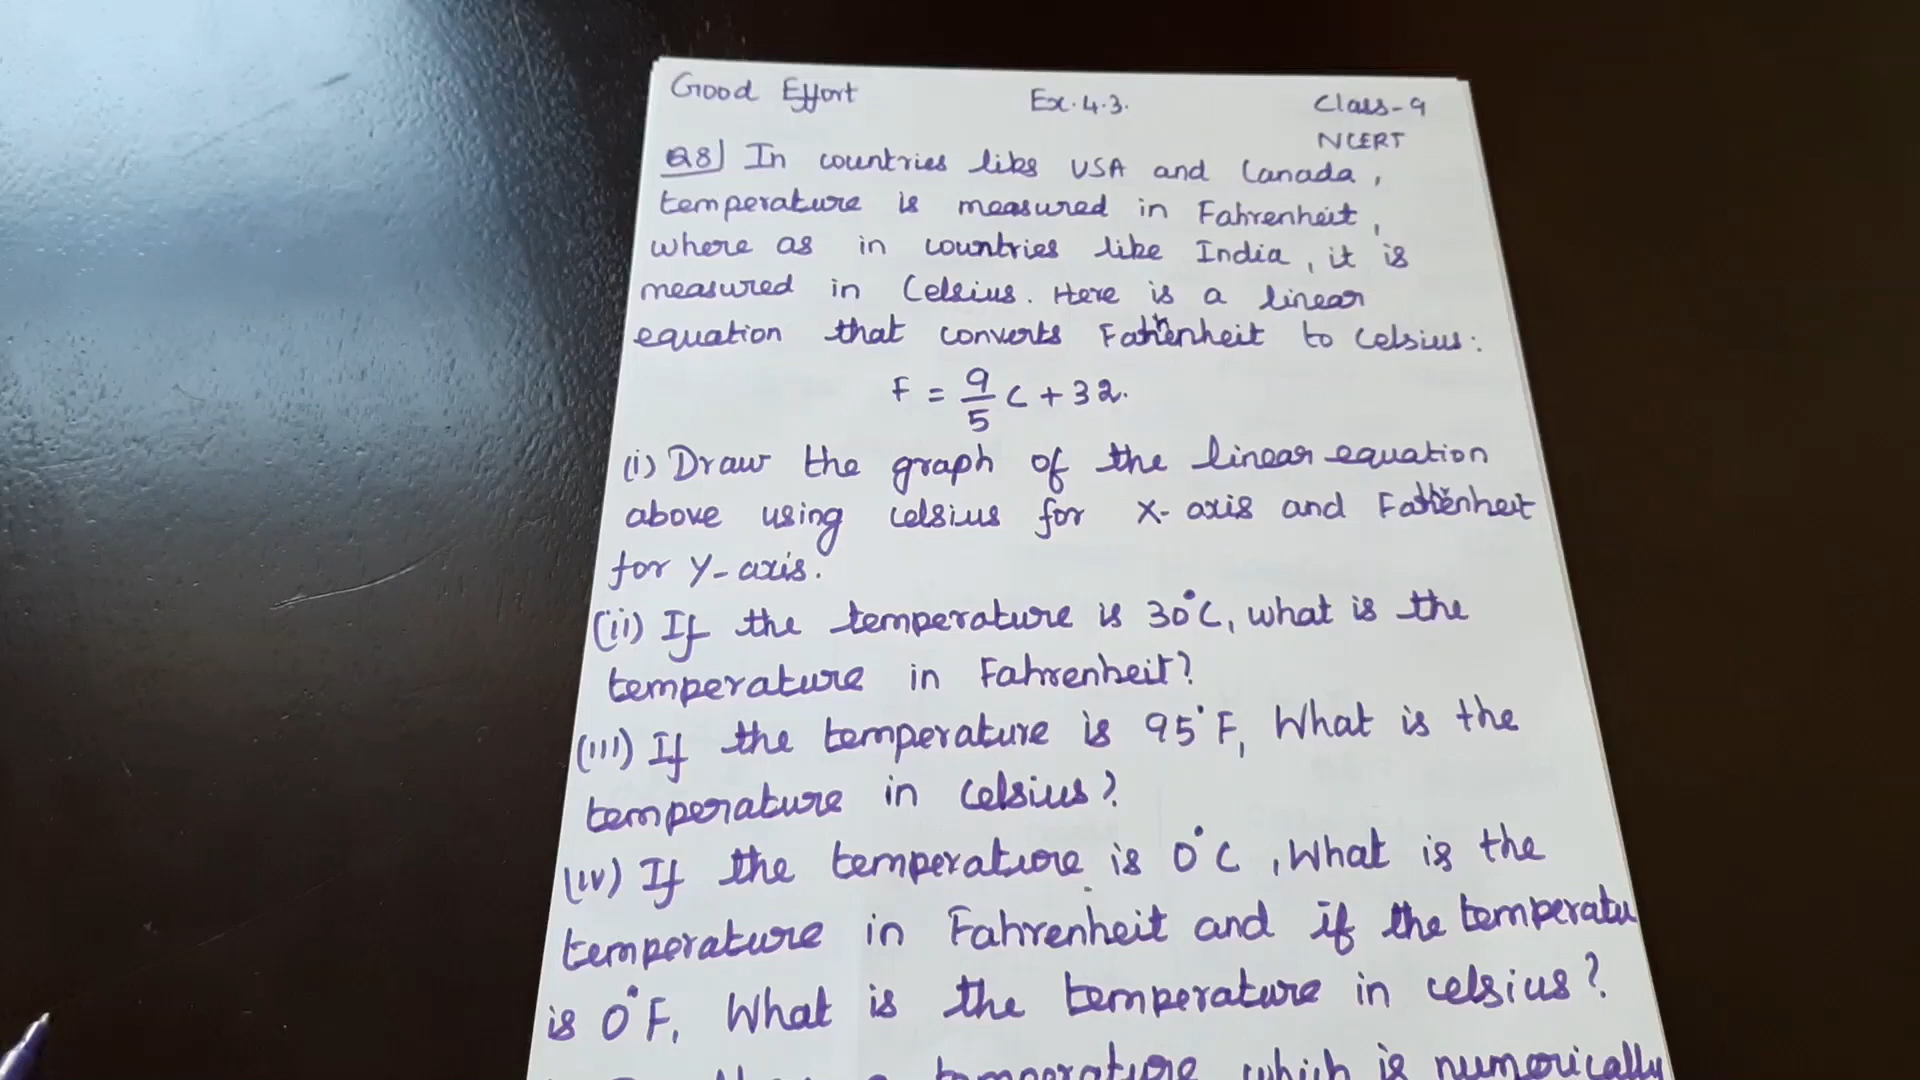 Good Effort
Ex.4.3.
Class-9
NCERT
Q8) In countries like USA and Canada,
temperature is measured in Fahrenheit,
where as in countries like India, it is
measured in Celsius. Here is a linear
equation that converts Fahrenheit to Celsius:
F = 9/5 C + 32.
(i) Draw the graph of the linear equation
above using celsius for X-axis and Fahrenheit
for Y-axis.
(ii) If the temperature is 30°C, what is the
temperature in Fahrenheit?
(iii) If the temperature is 95°F, What is the
temperature in celsius?
(iv) If the temperature is 0°C, What is the
temperature in Fahrenheit and if the temperatu
is 0°F, What is the temperature in celsius?
a temperature which is numerically